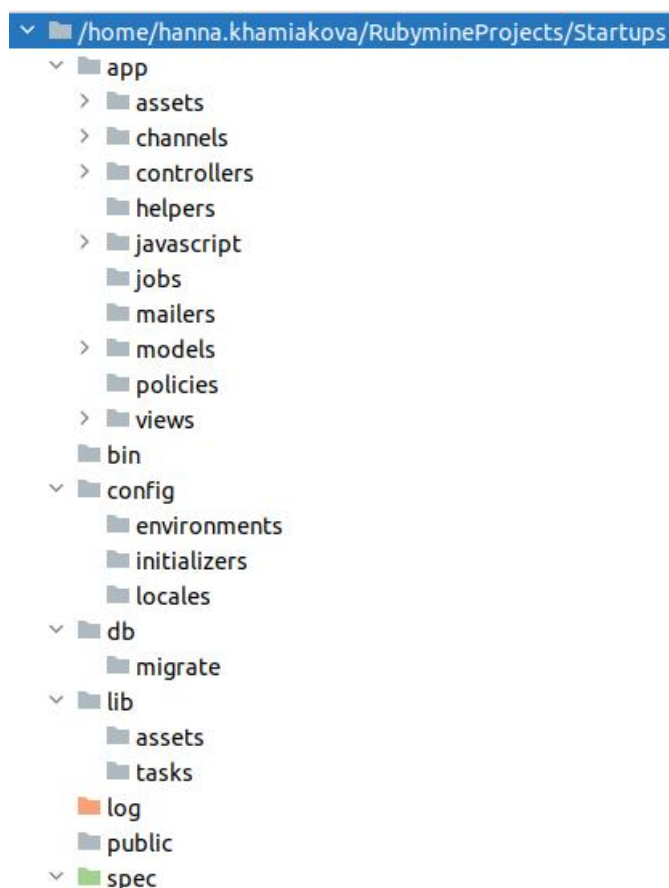 /home/hanna.khamiakova/RubymineProjects/Startups
app
assets
channels
controllers
helpers
javascript
jobs
mailers
models
policies
views
bin
config
environments
initializers
locales
db
migrate
lib
assets
tasks
log
public
spec